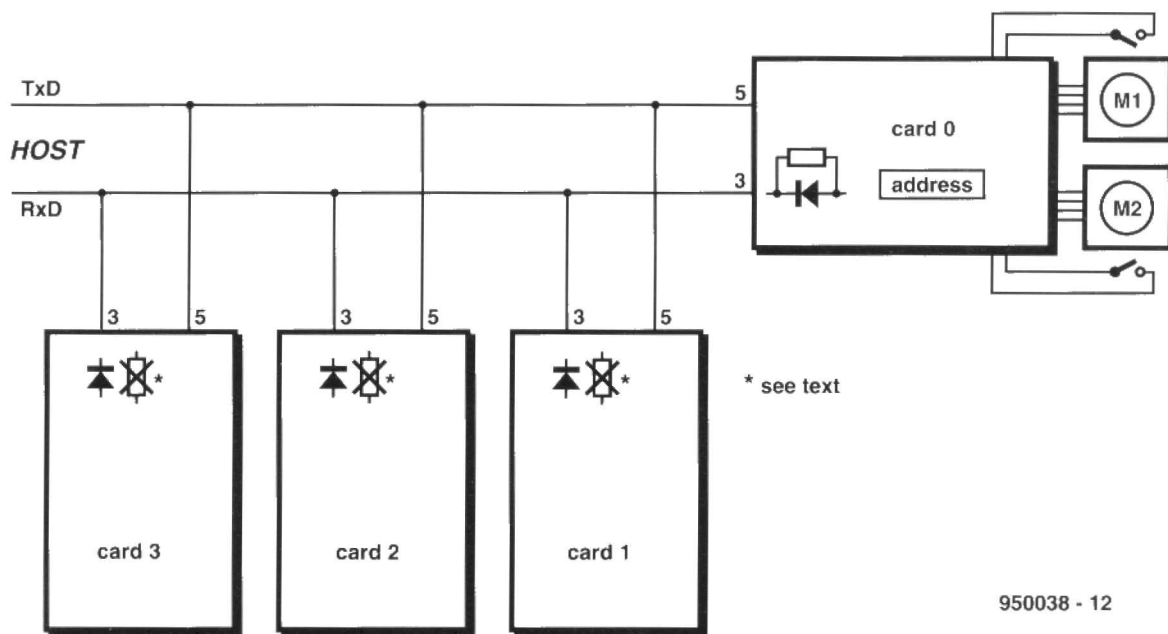 TxD
HOST
RxD
5
3
card 0
address
M1
M2
3 5
3 5
3 5
*
*
*
* see text
card 3
card 2
card 1
950038 - 12